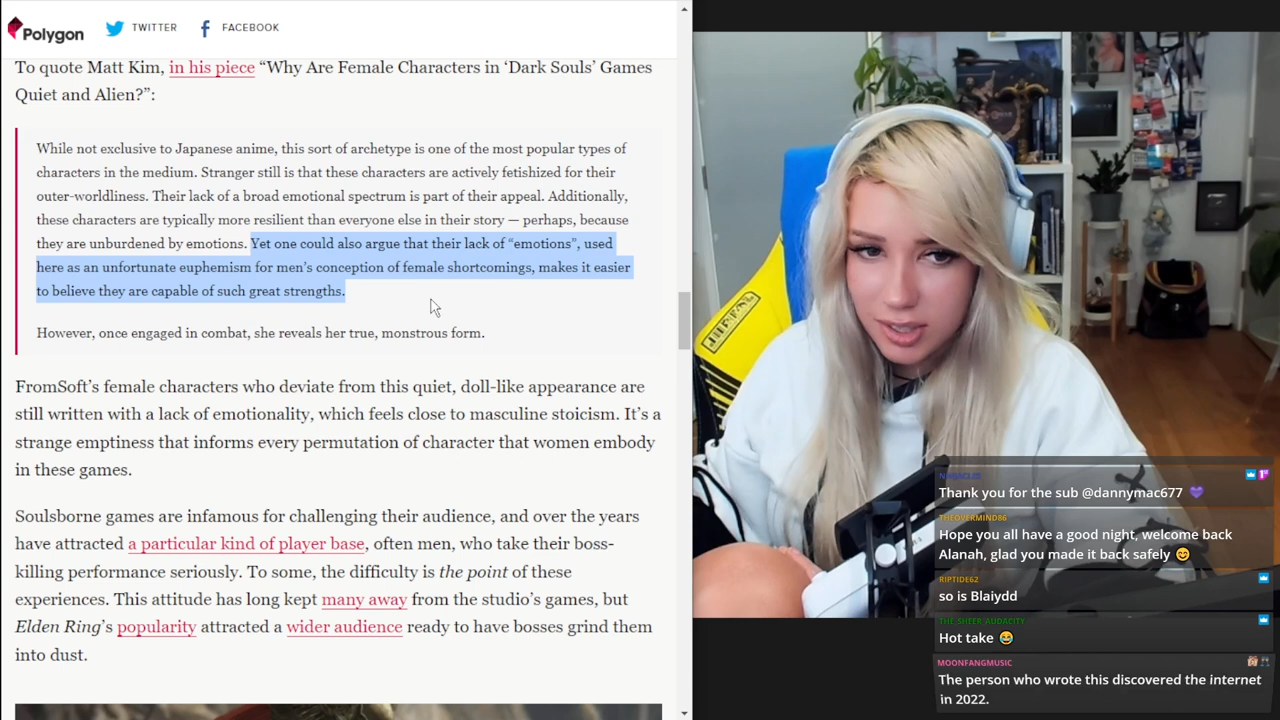 Polygon
TWITTER
FACEBOOK
To quote Matt Kim, in his piece “Why Are Female Characters in ‘Dark Souls’ Games
Quiet and Alien?”:
While not exclusive to Japanese anime, this sort of archetype is one of the most popular types of
characters in the medium. Stranger still is that these characters are actively fetishized for their
outer-worldliness. Their lack of a broad emotional spectrum is part of their appeal. Additionally,
these characters are typically more resilient than everyone else in their story — perhaps, because
they are unburdened by emotions. Yet one could also argue that their lack of “emotions”, used
here as an unfortunate euphemism for men’s conception of female shortcomings, makes it easier
to believe they are capable of such great strengths.
However, once engaged in combat, she reveals her true, monstrous form.
FromSoft’s female characters who deviate from this quiet, doll-like appearance are
still written with a lack of emotionality, which feels close to masculine stoicism. It’s a
strange emptiness that informs every permutation of character that women embody
in these games.
Soulsborne games are infamous for challenging their audience, and over the years
have attracted a particular kind of player base, often men, who take their boss-
killing performance seriously. To some, the difficulty is the point of these
experiences. This attitude has long kept many away from the studio’s games, but
Elden Ring’s popularity attracted a wider audience ready to have bosses grind them
into dust.
Thank you for the sub @dannymac677 💜
THEOVERMIND86
Hope you all have a good night, welcome back
Alanah, glad you made it back safely 😊
RIPTIDE62
so is Blaiydd
THE_SHEER_AUDACITY
Hot take 😂
MOONFANGMUSIC
The person who wrote this discovered the internet
in 2022.